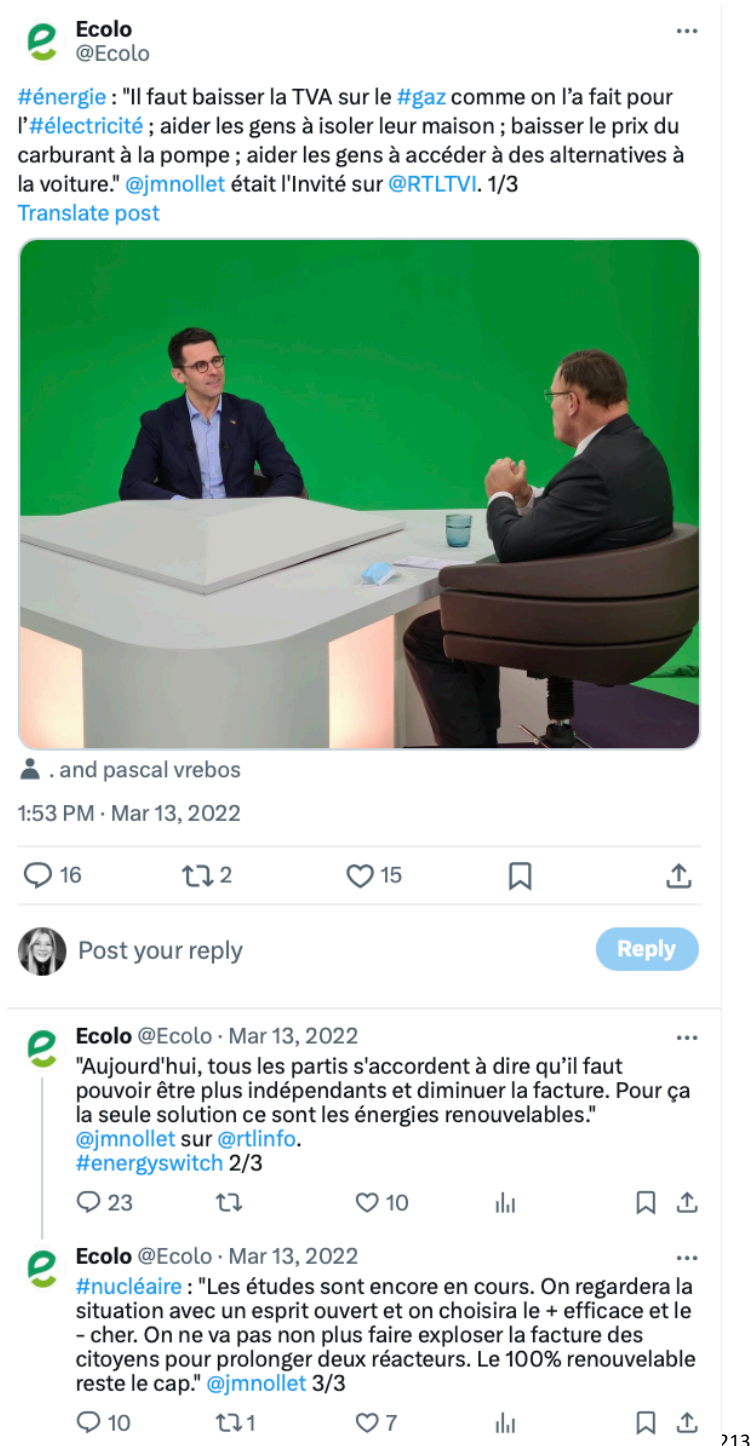 Ecolo
@Ecolo
#énergie : "Il faut baisser la TVA sur le #gaz comme on l’a fait pour
l’#électricité ; aider les gens à isoler leur maison ; baisser le prix du
carburant à la pompe ; aider les gens à accéder à des alternatives à
la voiture." @jmnollet était l'Invité sur @RTLTVI. 1/3
Translate post
. and pascal vrebos
1:53 PM · Mar 13, 2022
16 2 15
Post your reply Reply
Ecolo @Ecolo · Mar 13, 2022
"Aujourd'hui, tous les partis s'accordent à dire qu’il faut
pouvoir être plus indépendants et diminuer la facture. Pour ça
la seule solution ce sont les énergies renouvelables."
@jmnollet sur @rtlinfo.
#energyswitch 2/3
23 10
Ecolo @Ecolo · Mar 13, 2022
#nucléaire : "Les études sont encore en cours. On regardera la
situation avec un esprit ouvert et on choisira le + efficace et le
- cher. On ne va pas non plus faire exploser la facture des
citoyens pour prolonger deux réacteurs. Le 100% renouvelable
reste le cap." @jmnollet 3/3
10 1 7
213